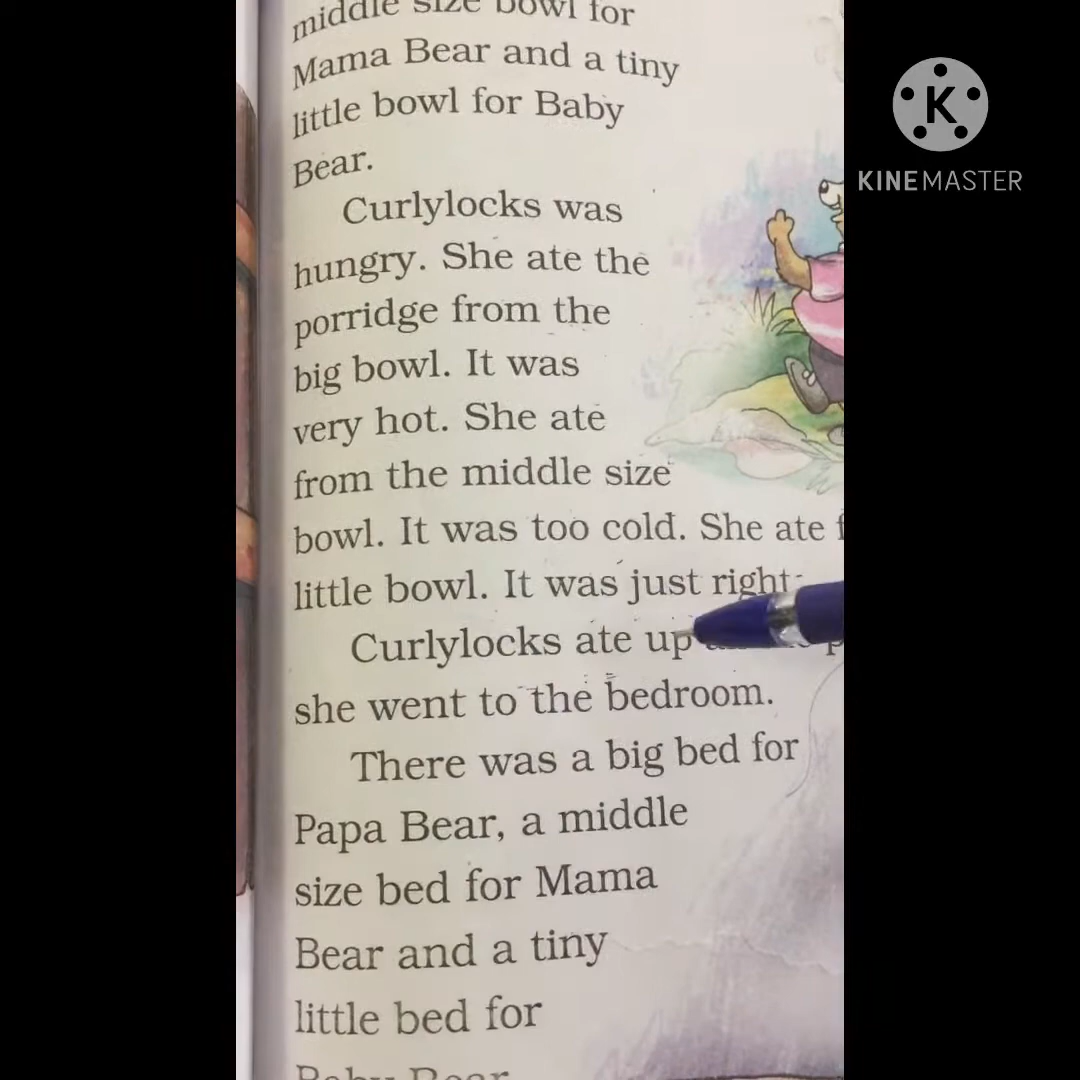 middle size bowl for
Mama Bear and a tiny
little bowl for Baby
Bear.
Curlylocks was
hungry. She ate the
porridge from the
big bowl. It was
very hot. She ate
from the middle size
bowl. It was too cold. She ate
little bowl. It was just right.
Curlylocks ate up
she went to the bedroom.
There was a big bed for
Papa Bear, a middle
size bed for Mama
Bear and a tiny
little bed for
Baby Bear
K
KINEMASTER